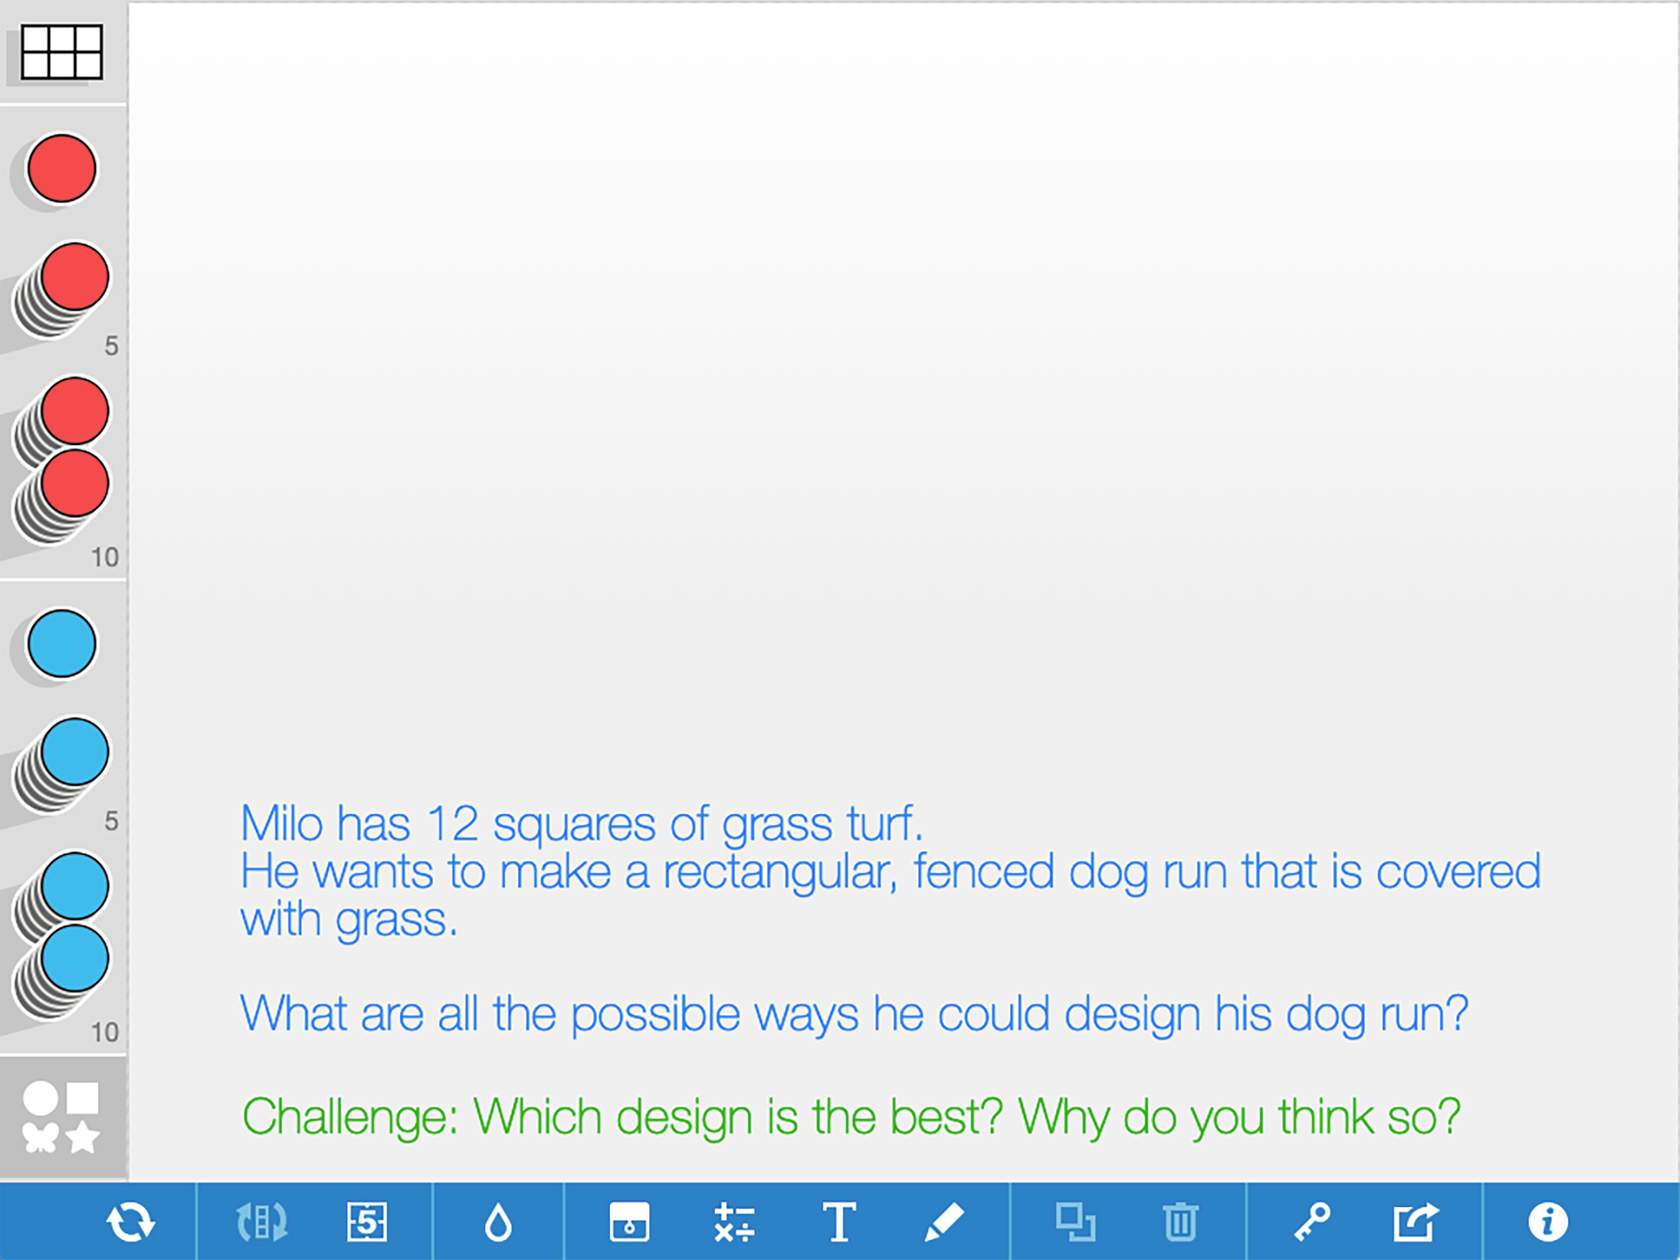 5
10
5
10
Milo has 12 squares of grass turf.
He wants to make a rectangular, fenced dog run that is covered
with grass.
What are all the possible ways he could design his dog run?
Challenge: Which design is the best? Why do you think so?
5
T
i